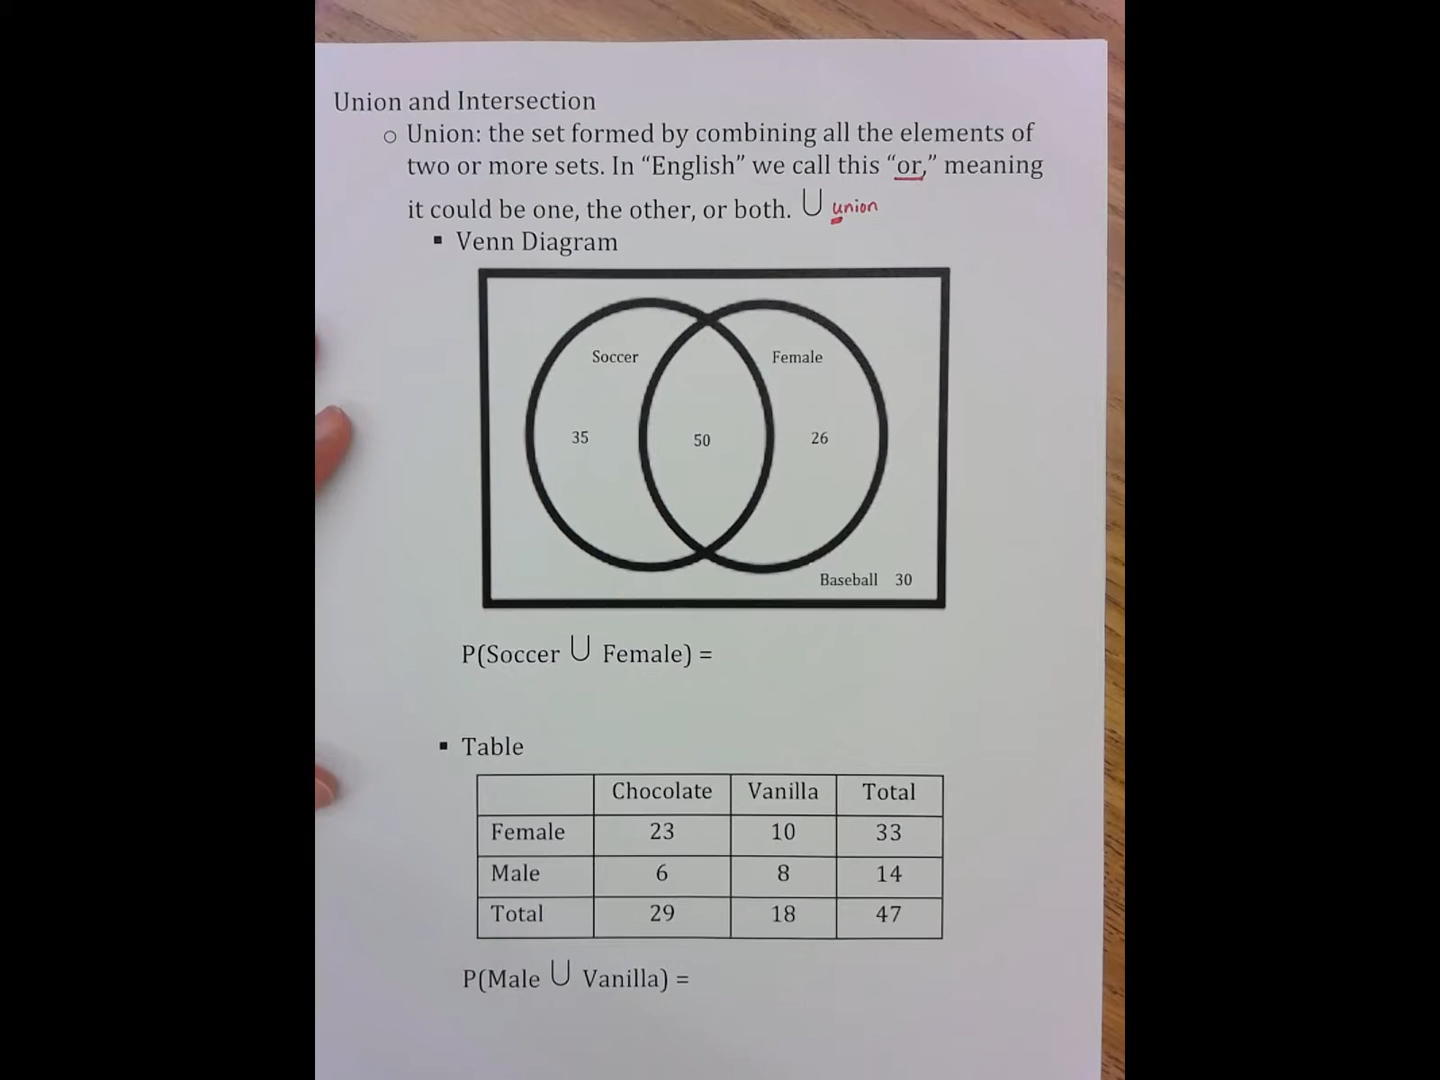 Union and Intersection
○ Union: the set formed by combining all the elements of
two or more sets. In “English” we call this “or,” meaning
it could be one, the other, or both. ∪ union
▪ Venn Diagram
Soccer Female
35 50 26
Baseball 30
P(Soccer ∪ Female) =
▪ Table
Chocolate Vanilla Total
Female 23 10 33
Male 6 8 14
Total 29 18 47
P(Male ∪ Vanilla) =